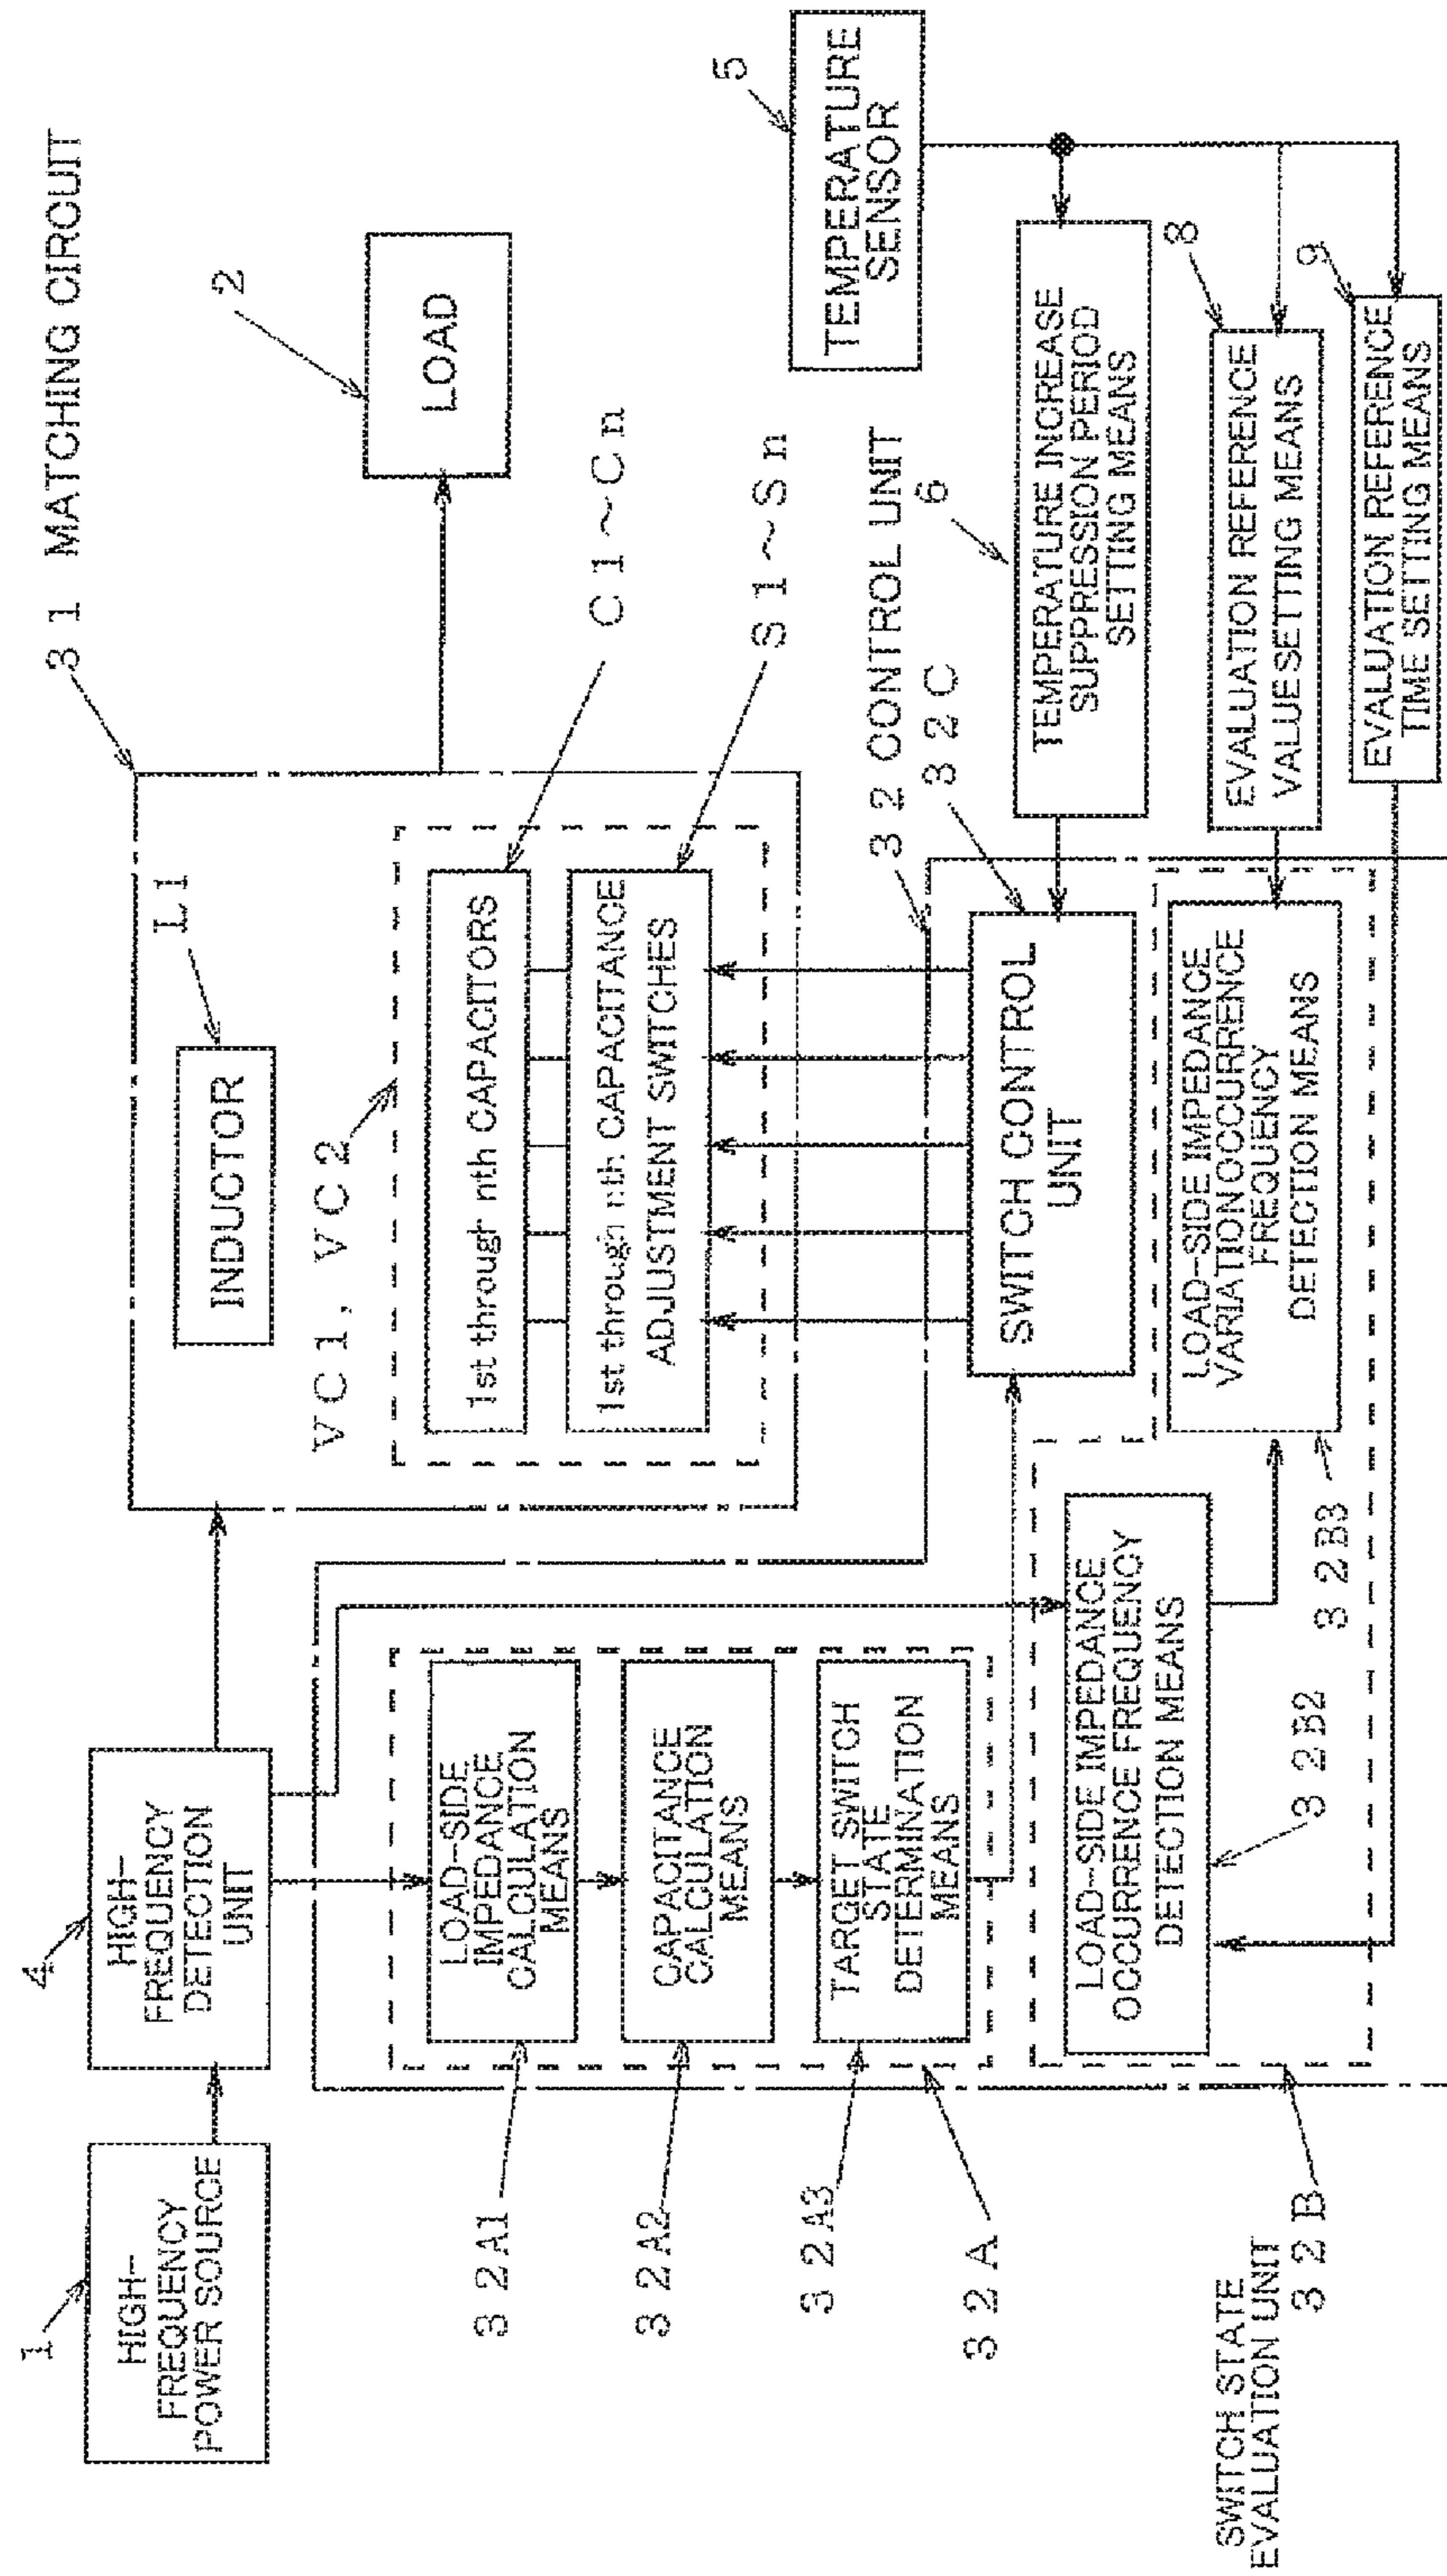 1
HIGH-
FREQUENCY
POWER SOURCE
4
HIGH-
FREQUENCY
DETECTION
UNIT
31 MATCHING CIRCUIT
L1
INDUCTOR
VC1, VC2
1st through nth CAPACITORS
1st through nth CAPACITANCE
ADJUSTMENT SWITCHES
2
LOAD
C1~Cn
S1~Sn
32A1
LOAD-SIDE
IMPEDANCE
CALCULATION
MEANS
32A2
CAPACITANCE
CALCULATION
MEANS
32A3
TARGET SWITCH
STATE
DETERMINATION
MEANS
32A
32 CONTROL UNIT
32C
SWITCH CONTROL
UNIT
5
TEMPERATURE
SENSOR
6
TEMPERATURE INCREASE
SUPPRESSION PERIOD
SETTING MEANS
8
EVALUATION REFERENCE
VALUESETTING MEANS
9
EVALUATION REFERENCE
TIME SETTING MEANS
LOAD-SIDE IMPEDANCE
OCCURRENCE FREQUENCY
DETECTION MEANS
32B2
LOAD-SIDE IMPEDANCE
VARIATION OCCURRENCE
FREQUENCY
DETECTION MEANS
32B3
SWITCH STATE
EVALUATION UNIT
32B